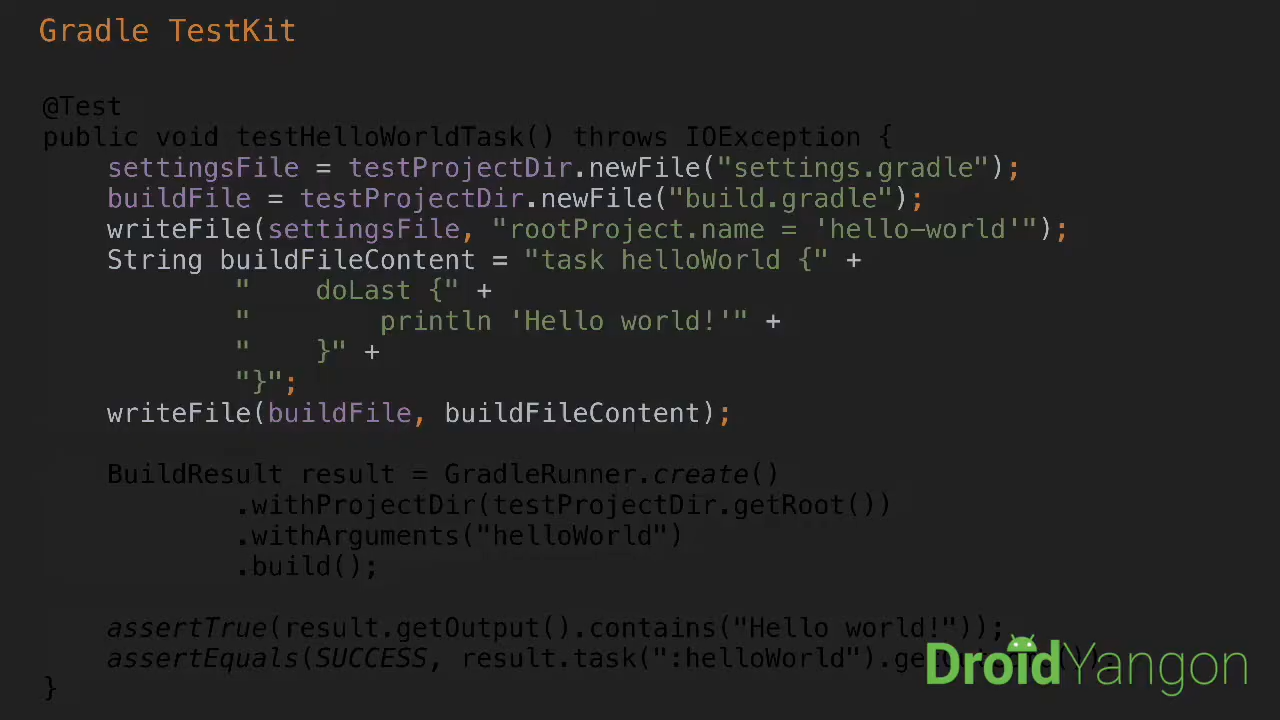 Gradle TestKit
@Test
public void testHelloWorldTask() throws IOException {
settingsFile = testProjectDir.newFile("settings.gradle");
buildFile = testProjectDir.newFile("build.gradle");
writeFile(settingsFile, "rootProject.name = 'hello-world'");
String buildFileContent = "task helloWorld {" +
"    doLast {" +
"        println 'Hello world!'" +
"    }" +
"}";
writeFile(buildFile, buildFileContent);
BuildResult result = GradleRunner.create()
.withProjectDir(testProjectDir.getRoot())
.withArguments("helloWorld")
.build();
assertTrue(result.getOutput().contains("Hello world!"));
assertEquals(SUCCESS, result.task(":helloWorld")
}
DroidYangon